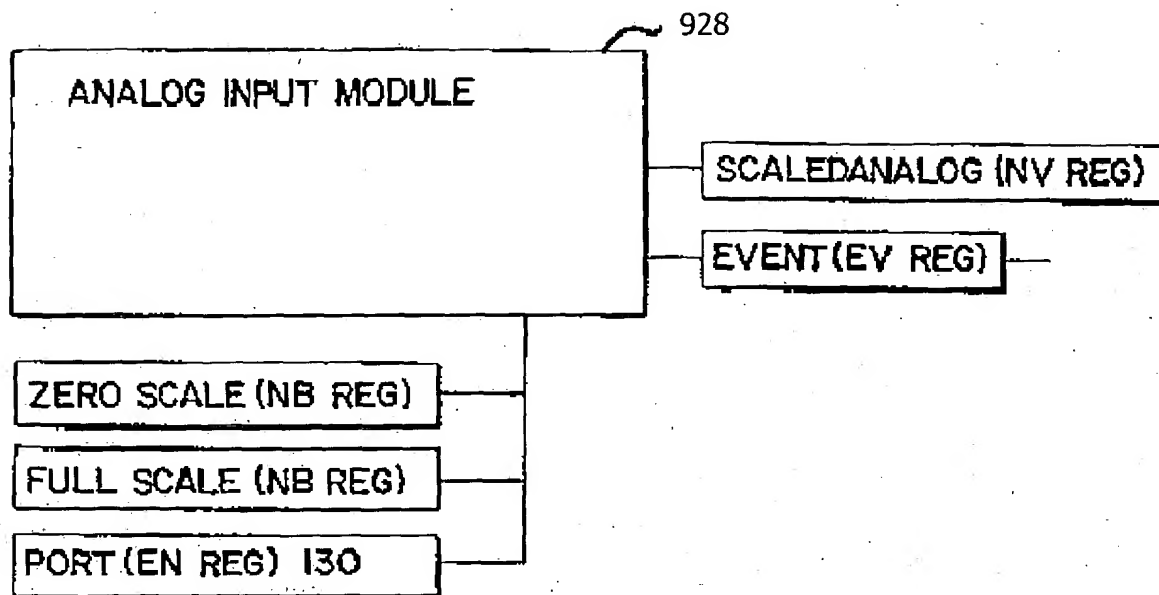 928
ANALOG INPUT MODULE
SCALEDANALOG (NV REG)
EVENT (EV REG)
ZERO SCALE (NB REG)
FULL SCALE (NB REG)
PORT (EN REG) 130